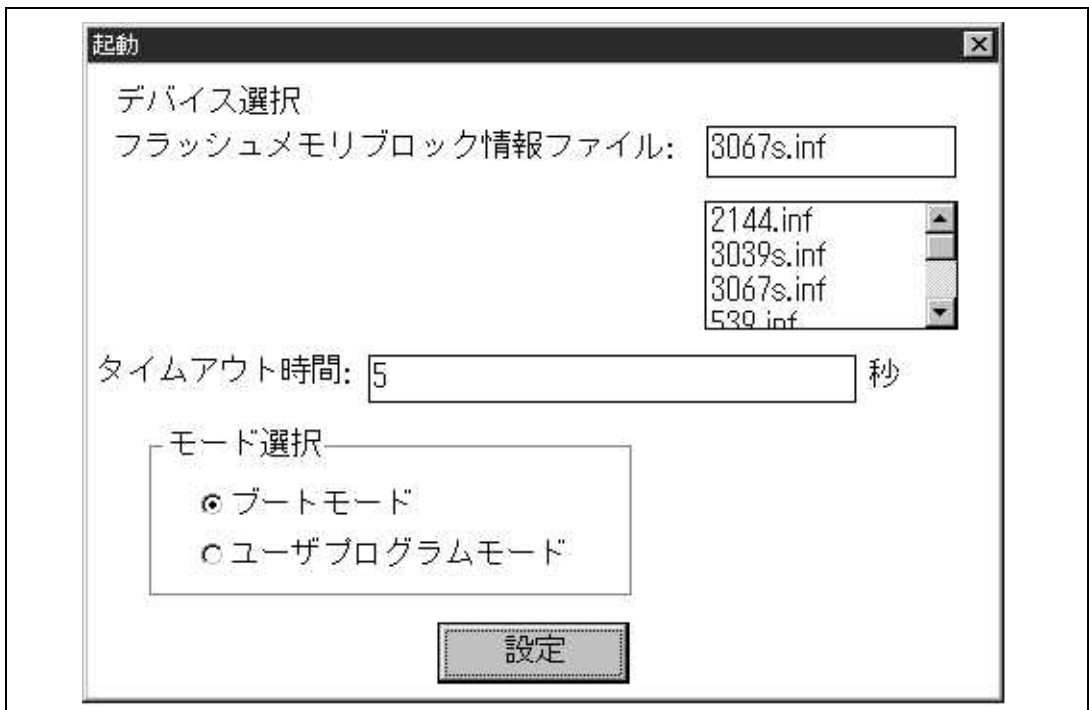 起動
デバイス選択
フラッシュメモリブロック情報ファイル: 3067s.inf
2144.inf
3039s.inf
3067s.inf
539.inf
タイムアウト時間: 5 秒
モード選択
ブートモード
ユーザプログラムモード
設定